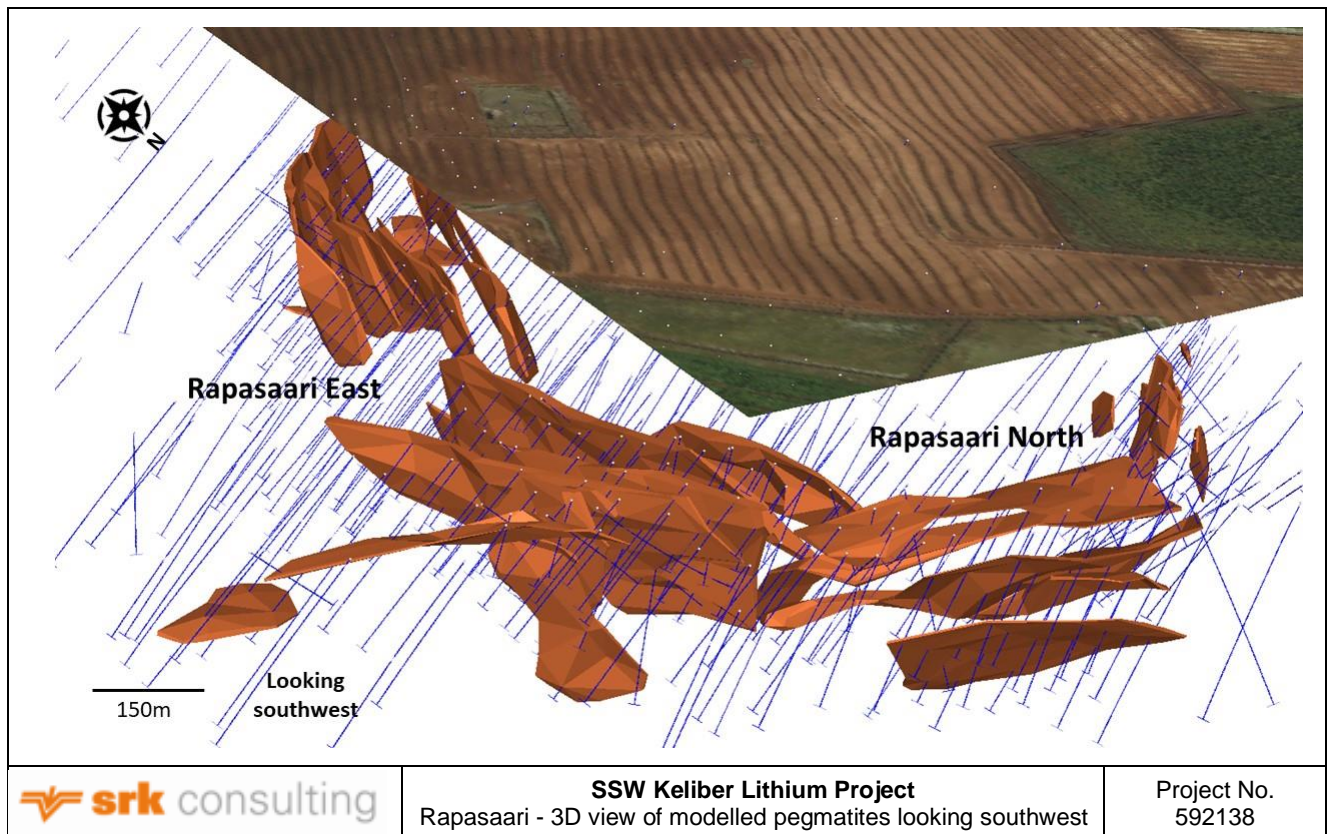 N
Rapasaari East
Rapasaari North
Looking
southwest
150m
srk consulting
SSW Keliber Lithium Project
Rapasaari - 3D view of modelled pegmatites looking southwest
Project No.
592138